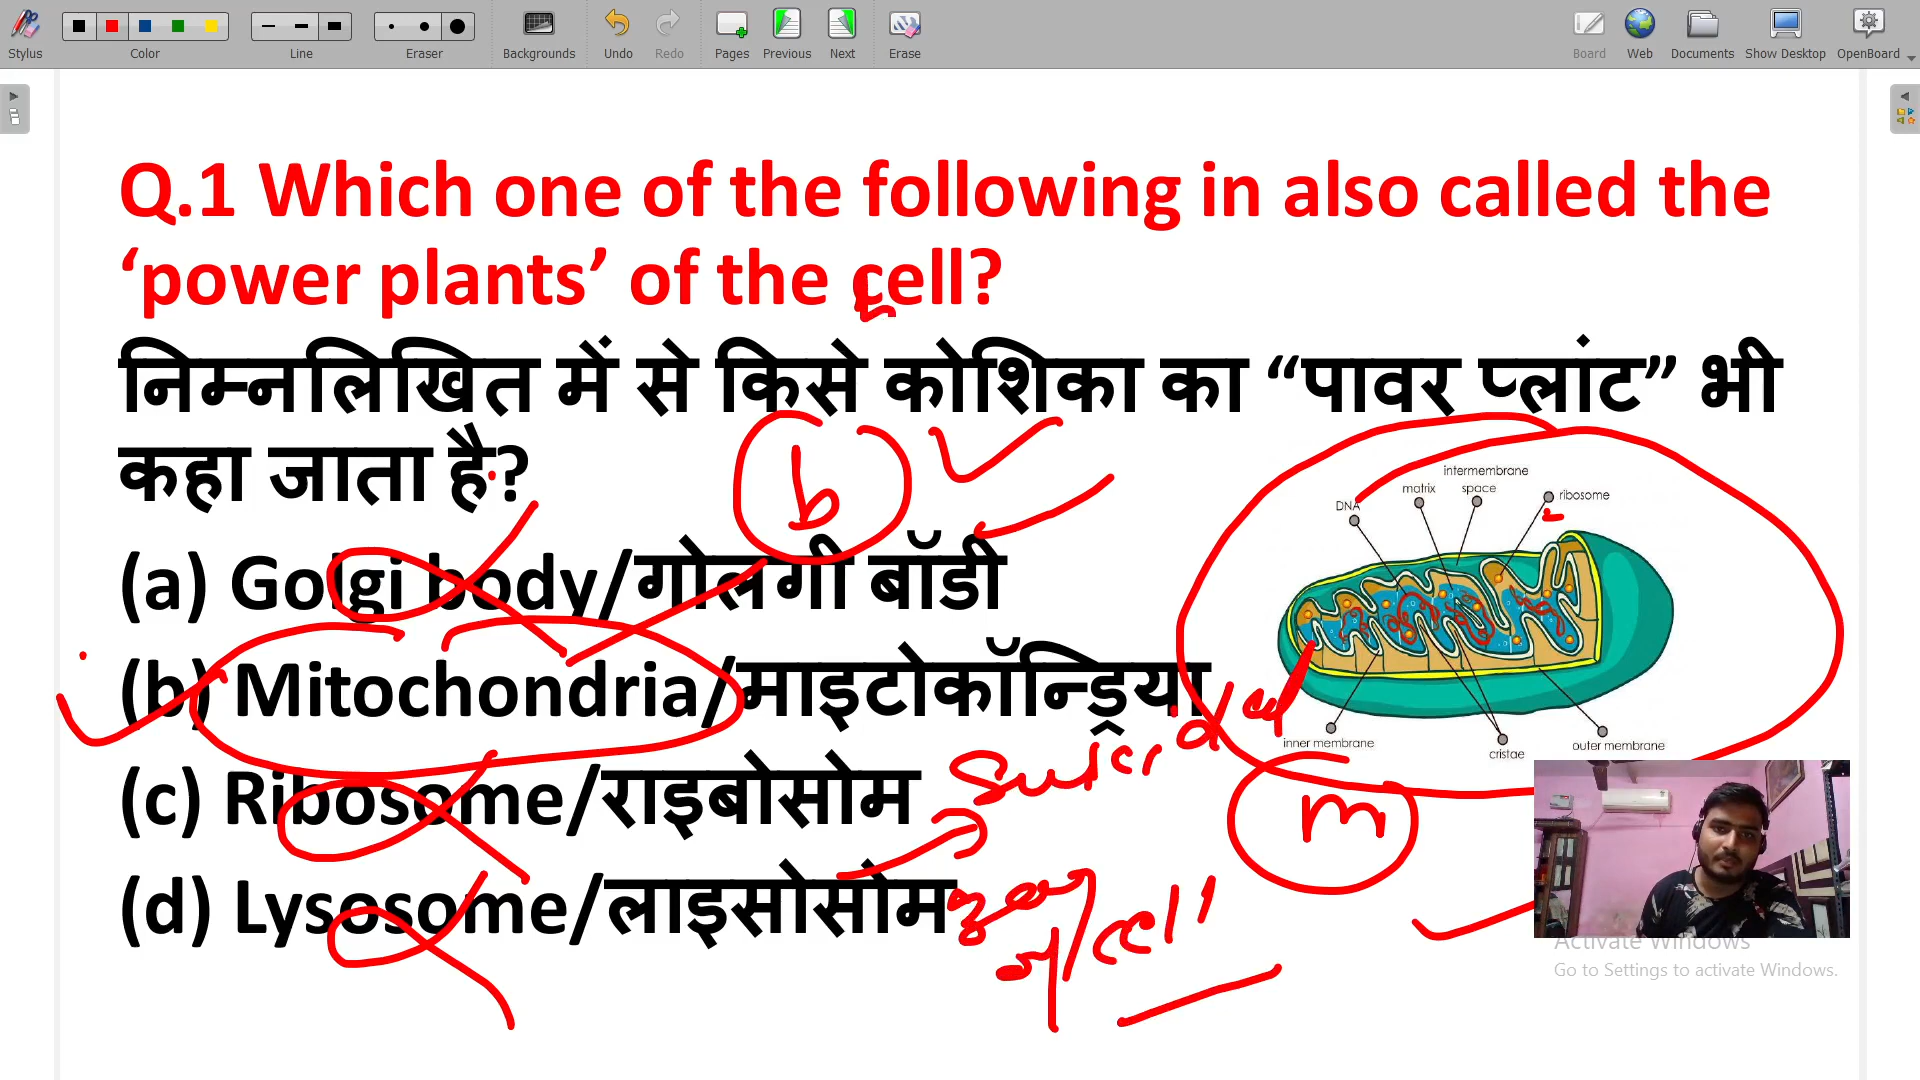 Stylus
Color
Line
Eraser
Backgrounds
Undo
Redo
Pages
Previous
Next
Erase
Board
Web
Documents
Show Desktop
OpenBoard
Q.1 Which one of the following in also called the
‘power plants’ of the cell?
निम्नलिखित में से किसे कोशिका का “पावर प्लांट” भी
कहा जाता है?
b
(a) Golgi body/गोलगी बॉडी
(b) Mitochondria/माइटोकॉन्ड्रिया
(c) Ribosome/राइबोसोम
(d) Lysosome/लाइसोसोम
DNA
matrix
intermembrane
space
ribosome
inner membrane
cristae
outer membrane
m
of cell
Activate Windows
Go to Settings to activate Windows.